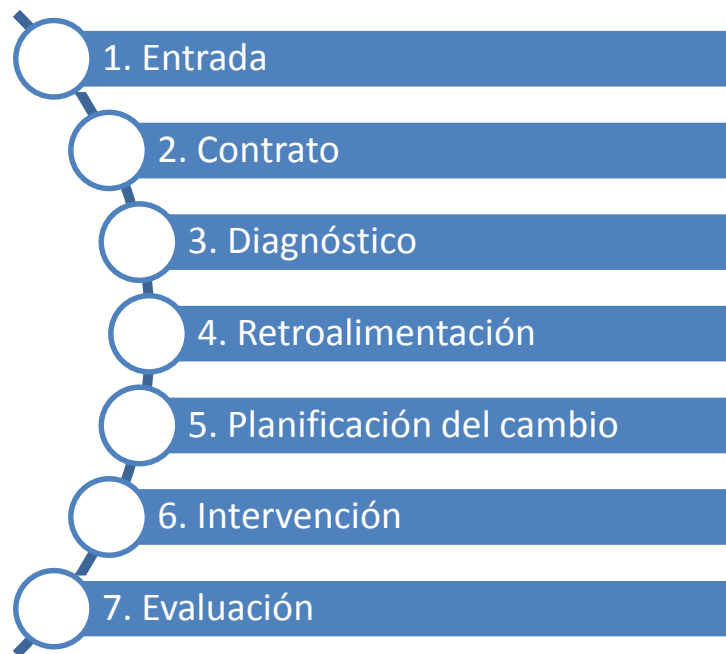 1. Entrada
2. Contrato
3. Diagnóstico
4. Retroalimentación
5. Planificación del cambio
6. Intervención
7. Evaluación